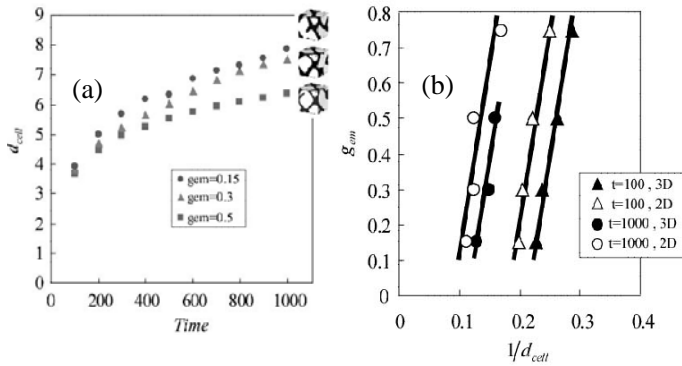 9
8
7
6
5
4
3
2
1
0
(a)
d_cell
gem=0.15
gem=0.3
gem=0.5
0 200 400 600 800 1000
Time
0.8
0.7
0.6
0.5
0.4
0.3
0.2
0.1
0
(b)
g_em
t=100 , 3D
t=100 , 2D
t=1000 , 3D
t=1000 , 2D
0 0.1 0.2 0.3 0.4
1/d_cell